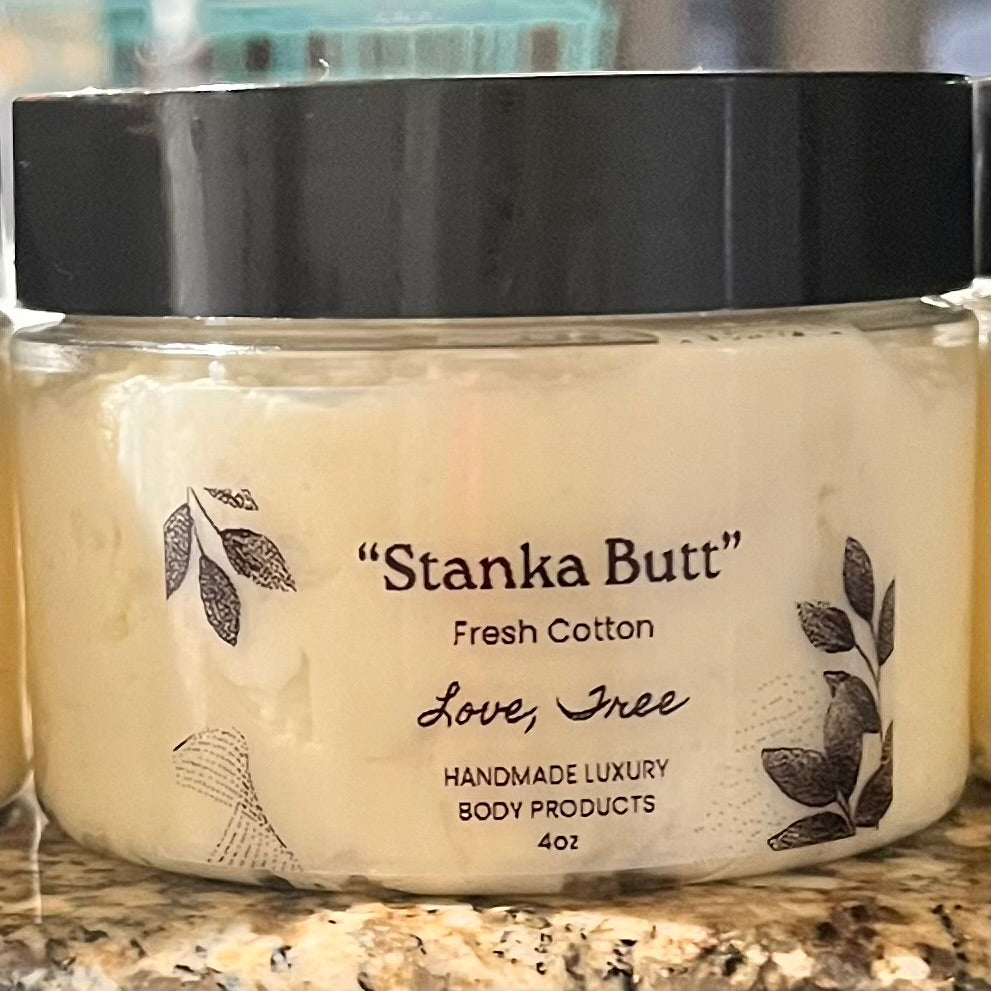 “Stanka Butt”
Fresh Cotton
Love, Tree
HANDMADE LUXURY
BODY PRODUCTS
4oz